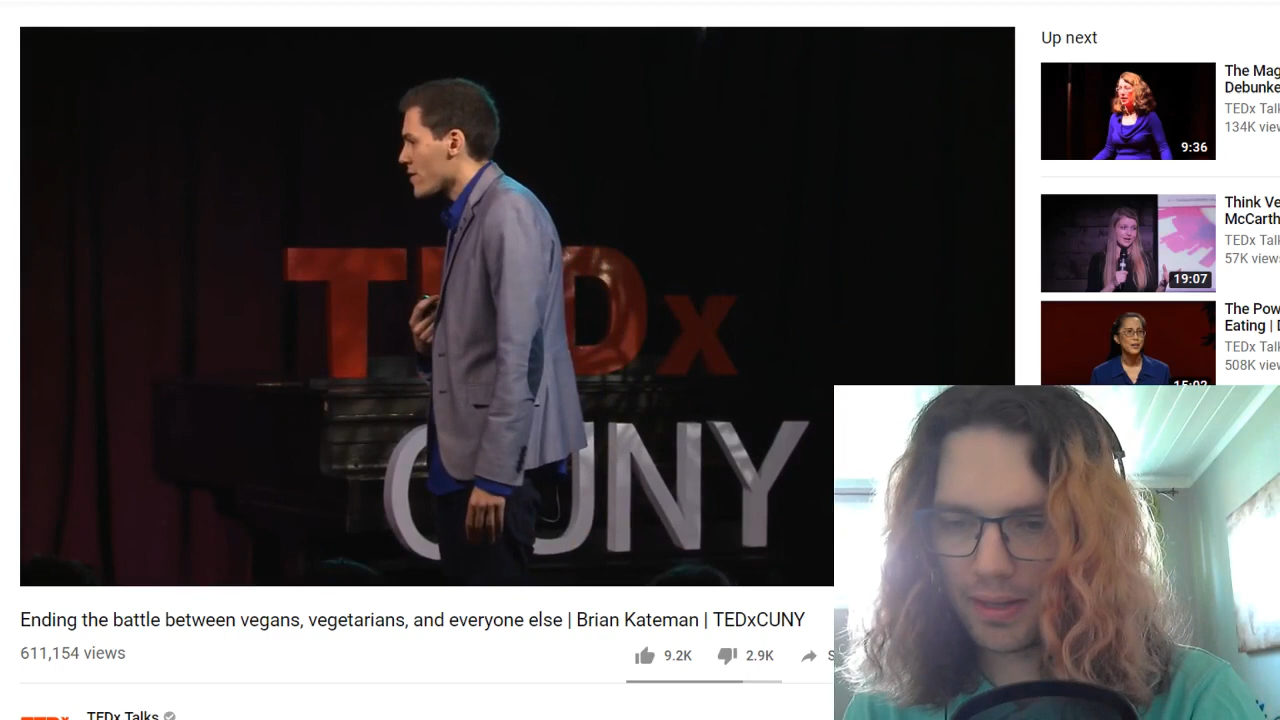 TEDx
CUNY
Ending the battle between vegans, vegetarians, and everyone else | Brian Kateman | TEDxCUNY
611,154 views
9.2K
2.9K
S
TEDx Talks
Up next
9:36
The Mag
Debunke
TEDx Talk
134K view
19:07
Think Ve
McCarth
TEDx Talk
57K views
15:02
The Pow
Eating | D
TEDx Talk
508K view